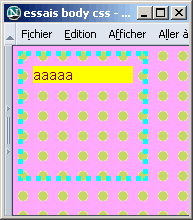 essais body css - ...
Fichier Edition Afficher Aller à
aaaaa